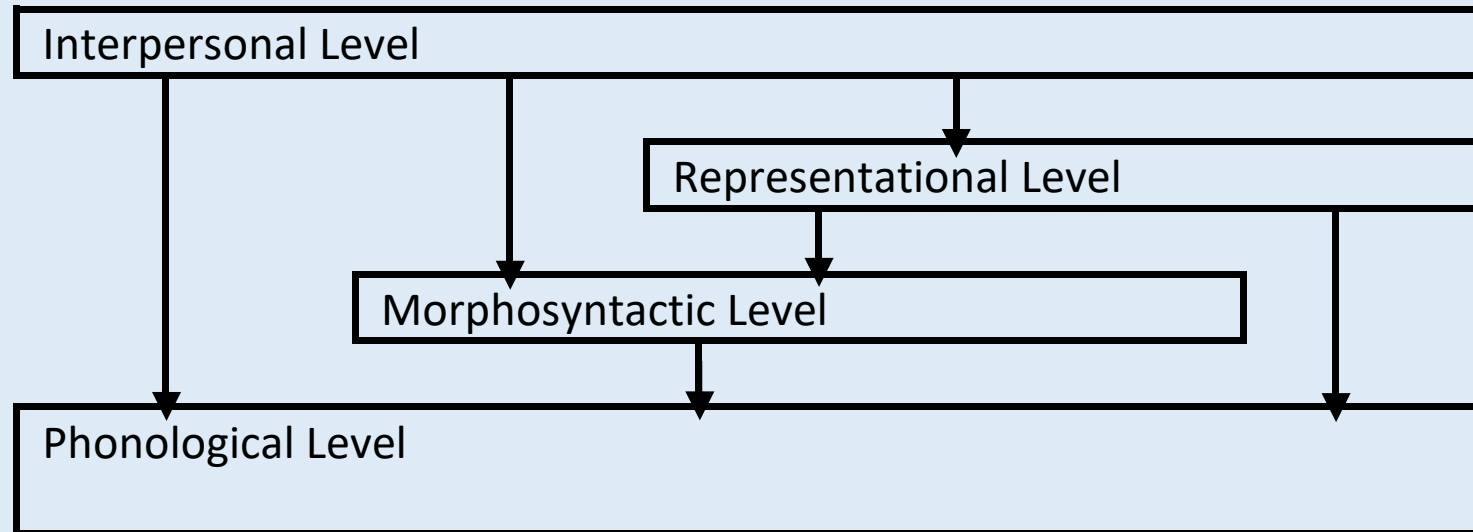 Interpersonal Level
Representational Level
Morphosyntactic Level
Phonological Level